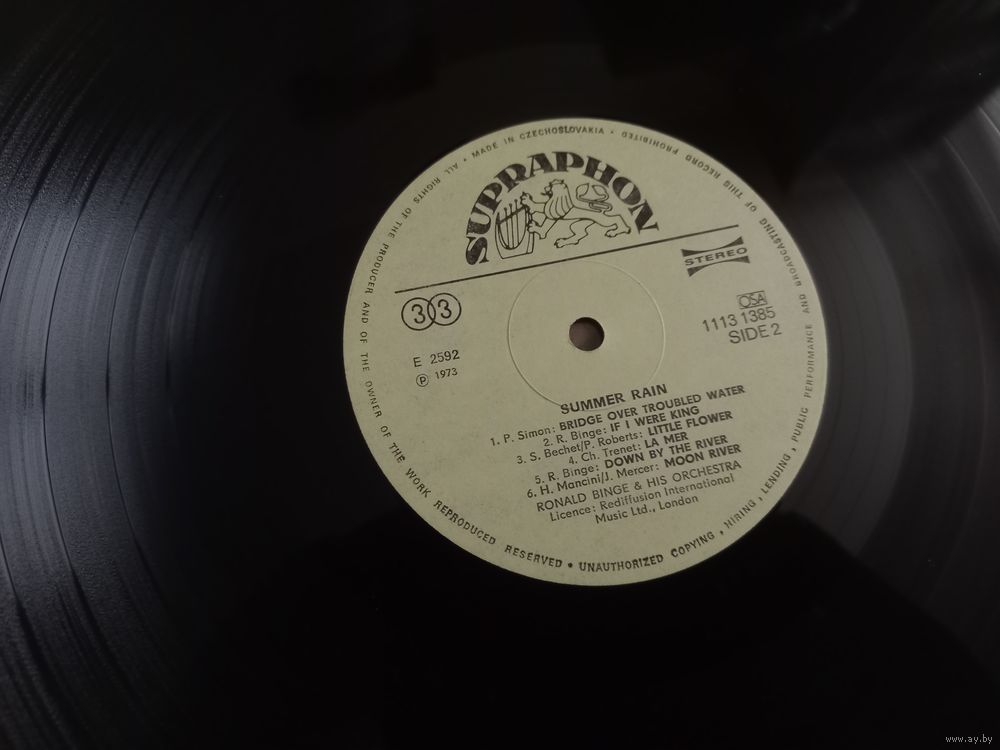 SUPRAPHON
STEREO
33
OSA
1113 1385
SIDE 2
E 2592
Ⓟ 1973
SUMMER RAIN
1. P. Simon: BRIDGE OVER TROUBLED WATER
2. R. Binge: IF I WERE KING
3. S. Bechet/P. Roberts: LITTLE FLOWER
4. Ch. Trenet: LA MER
5. R. Binge: DOWN BY THE RIVER
6. H. Mancini/J. Mercer: MOON RIVER
RONALD BINGE & HIS ORCHESTRA
Licence: Rediffusion International
Music Ltd., London
ALL RIGHTS OF THE PRODUCER AND OF THE OWNER OF THE WORK REPRODUCED RESERVED • UNAUTHORIZED COPYING, HIRING, LENDING, PUBLIC PERFORMANCE AND BROADCASTING OF THIS RECORD PROHIBITED • MADE IN CZECHOSLOVAKIA •
www.ay.by